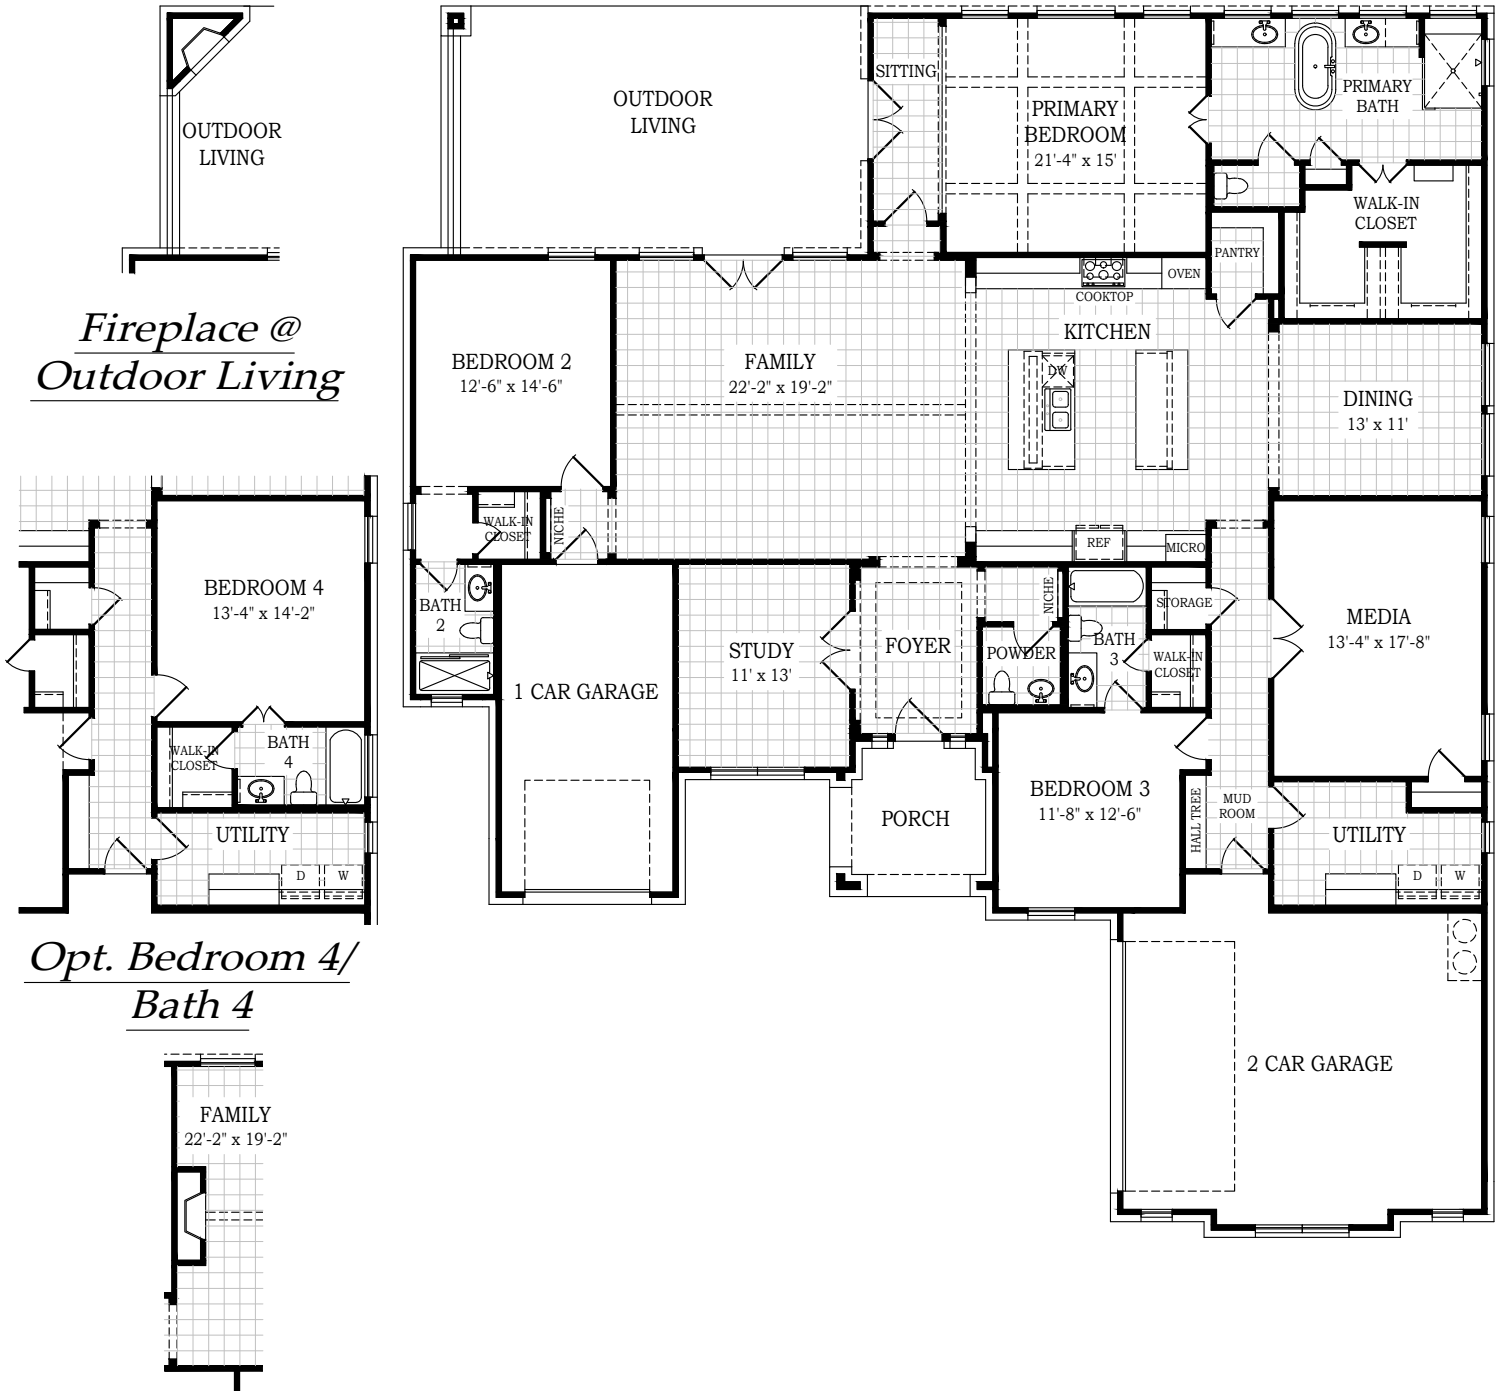 OUTDOOR
LIVING
Fireplace @
Outdoor Living
BEDROOM 4
13'-4" x 14'-2"
WALK-IN
CLOSET
BATH
4
UTILITY
D
W
Opt. Bedroom 4/
Bath 4
FAMILY
22'-2" x 19'-2"
OUTDOOR
LIVING
SITTING
PRIMARY
BEDROOM
21'-4" x 15'
PRIMARY
BATH
WALK-IN
CLOSET
PANTRY
OVEN
COOKTOP
KITCHEN
BEDROOM 2
12'-6" x 14'-6"
FAMILY
22'-2" x 19'-2"
DW
DINING
13' x 11'
WALK-IN
CLOSET
NICHE
REF
MICRO
BATH
2
1 CAR GARAGE
STUDY
11' x 13'
FOYER
NICHE
POWDER
BATH
3
STORAGE
WALK-IN
CLOSET
MEDIA
13'-4" x 17'-8"
PORCH
BEDROOM 3
11'-8" x 12'-6"
HALL TREE
MUD
ROOM
UTILITY
D
W
2 CAR GARAGE